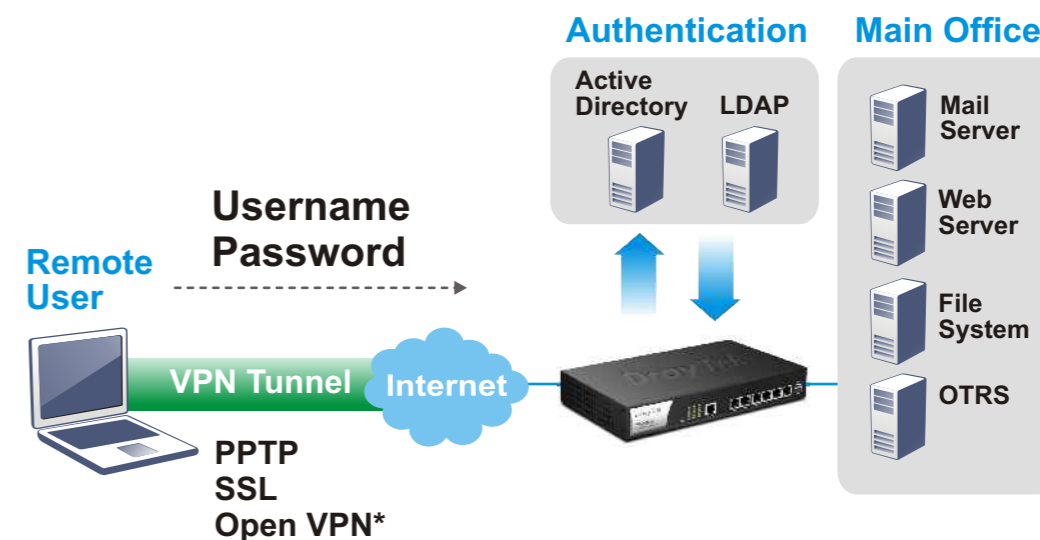 Authentication
Main Office
Active
Directory
LDAP
Mail
Server
Web
Server
File
System
OTRS
Username
Password
Remote
User
VPN Tunnel
Internet
DrayTek
PPTP
SSL
Open VPN*